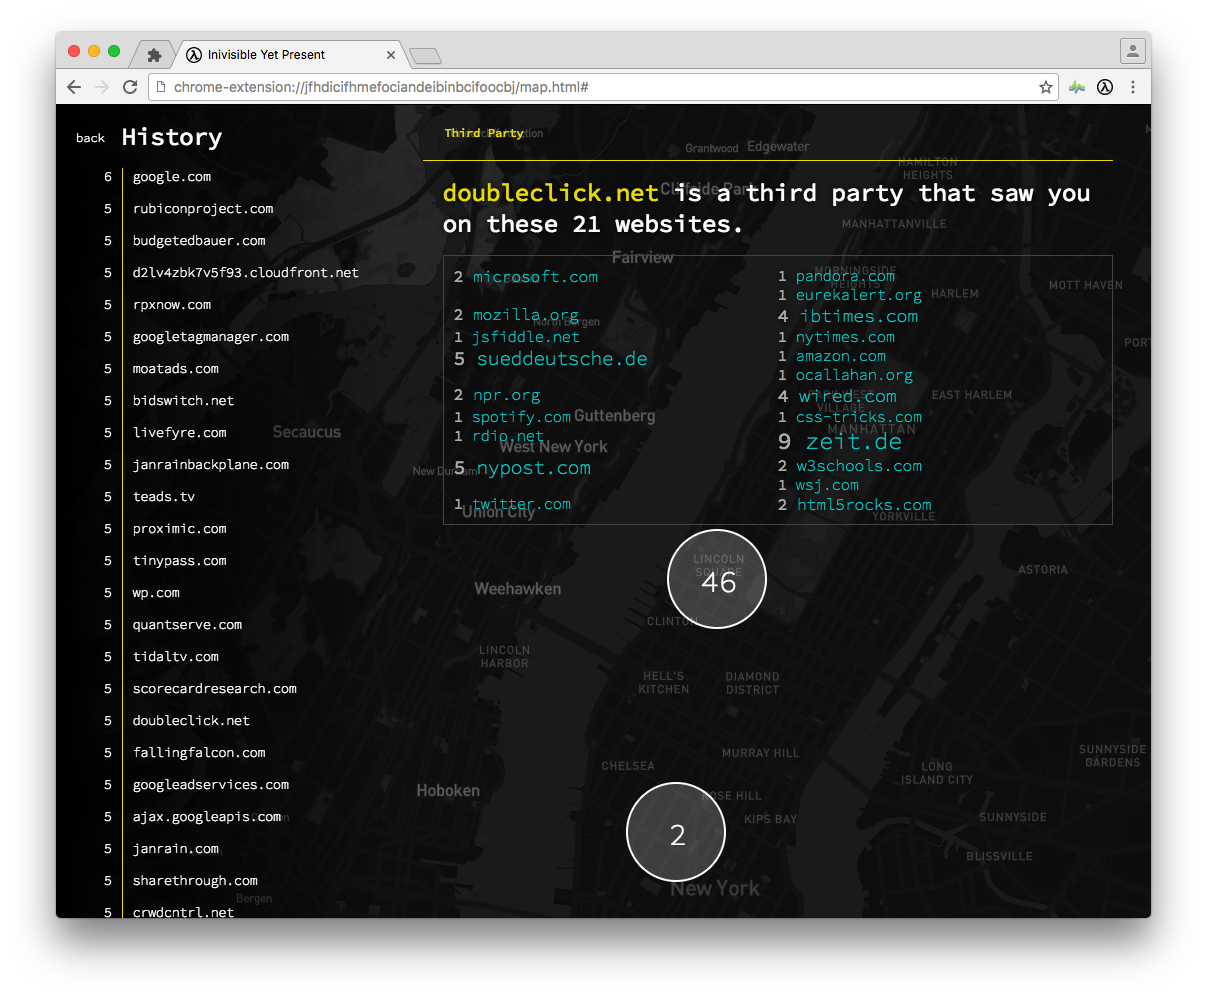 Inivisible Yet Present
chrome-extension://jfhdicifhmefociandeibinbcifoocbj/map.html#
back History
6 google.com
5 rubiconproject.com
5 budgetedbauer.com
5 d2lv4zbk7v5f93.cloudfront.net
5 rpxnow.com
5 googletagmanager.com
5 moatads.com
5 bidswitch.net
5 livefyre.com
5 janrainbackplane.com
5 teads.tv
5 proximic.com
5 tinypass.com
5 wp.com
5 quantserve.com
5 tidaltv.com
5 scorecardresearch.com
5 doubleclick.net
5 fallingfalcon.com
5 googleadservices.com
5 ajax.googleapis.com
5 janrain.com
5 sharethrough.com
5 crwdcntrl.net
Third Party
doubleclick.net is a third party that saw you
on these 21 websites.
2 microsoft.com
2 mozilla.org
1 jsfiddle.net
5 sueddeutsche.de
2 npr.org
1 spotify.com
1 rdio.net
5 nypost.com
1 twitter.com
1 pandora.com
1 eurekalert.org
4 ibtimes.com
1 nytimes.com
1 amazon.com
1 ocallahan.org
4 wired.com
1 css-tricks.com
9 zeit.de
2 w3schools.com
1 wsj.com
2 html5rocks.com
46
2
Grantwood
Edgewater
HAMILTON
HEIGHTS
Cliffside Park
MANHATTANVILLE
Fairview
MORNINGSIDE
HEIGHTS
HARLEM
MOTT HAVEN
North Bergen
EAST HARLEM
VILLAGE
Guttenberg
MANHATTAN
Secaucus
West New York
New Durham
Union City
YORKVILLE
LINCOLN
SQUARE
ASTORIA
Weehawken
CLINTON
LINCOLN
HARBOR
HELL'S
KITCHEN
DIAMOND
DISTRICT
MURRAY HILL
SUNNYSIDE
GARDENS
CHELSEA
LONG
ISLAND CITY
Hoboken
ROSE HILL
KIPS BAY
SUNNYSIDE
BLISSVILLE
New York
Bergen